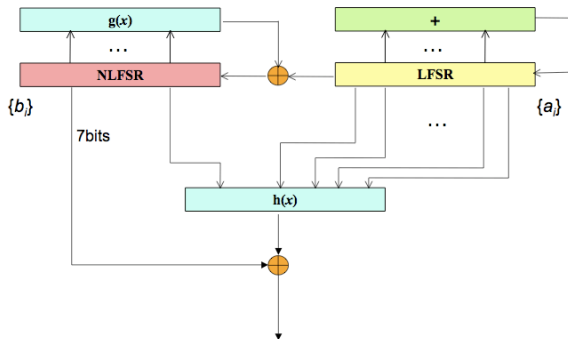 g(x)
+
...
...
NLFSR
LFSR
{bᵢ}
{aᵢ}
7bits
...
h(x)